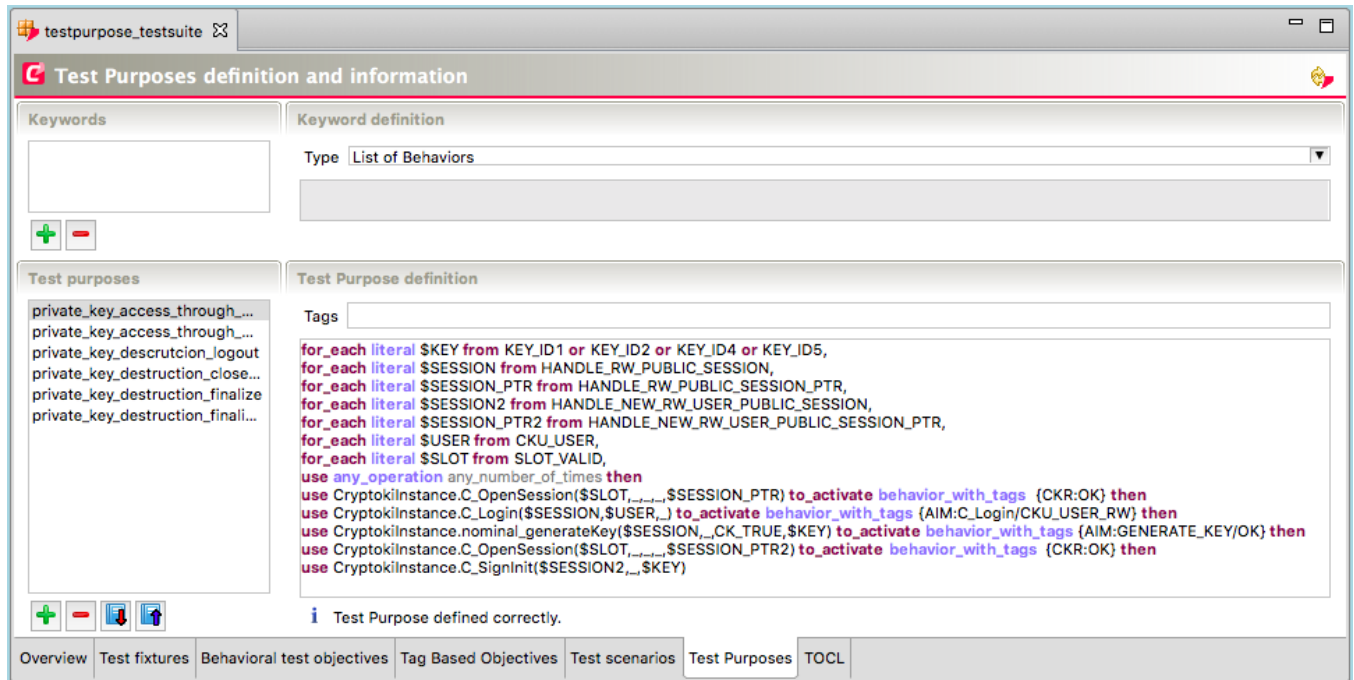 testpurpose_testsuite
Test Purposes definition and information
Keywords
Keyword definition
Type List of Behaviors
Test purposes
Test Purpose definition
private_key_access_through_...
private_key_access_through_...
private_key_descrutcion_logout
private_key_destruction_close...
private_key_destruction_finalize
private_key_destruction_finali...
Tags
for_each literal $KEY from KEY_ID1 or KEY_ID2 or KEY_ID4 or KEY_ID5,
for_each literal $SESSION from HANDLE_RW_PUBLIC_SESSION,
for_each literal $SESSION_PTR from HANDLE_RW_PUBLIC_SESSION_PTR,
for_each literal $SESSION2 from HANDLE_NEW_RW_USER_PUBLIC_SESSION,
for_each literal $SESSION_PTR2 from HANDLE_NEW_RW_USER_PUBLIC_SESSION_PTR,
for_each literal $USER from CKU_USER,
for_each literal $SLOT from SLOT_VALID,
use any_operation any_number_of_times then
use CryptokiInstance.C_OpenSession($SLOT,_,_,_,$SESSION_PTR) to_activate behavior_with_tags {CKR:OK} then
use CryptokiInstance.C_Login($SESSION,$USER,_) to_activate behavior_with_tags {AIM:C_Login/CKU_USER_RW} then
use CryptokiInstance.nominal_generateKey($SESSION,_,CK_TRUE,$KEY) to_activate behavior_with_tags {AIM:GENERATE_KEY/OK} then
use CryptokiInstance.C_OpenSession($SLOT,_,_,_,$SESSION_PTR2) to_activate behavior_with_tags {CKR:OK} then
use CryptokiInstance.C_SignInit($SESSION2,_,$KEY)
i Test Purpose defined correctly.
Overview Test fixtures Behavioral test objectives Tag Based Objectives Test scenarios Test Purposes TOCL